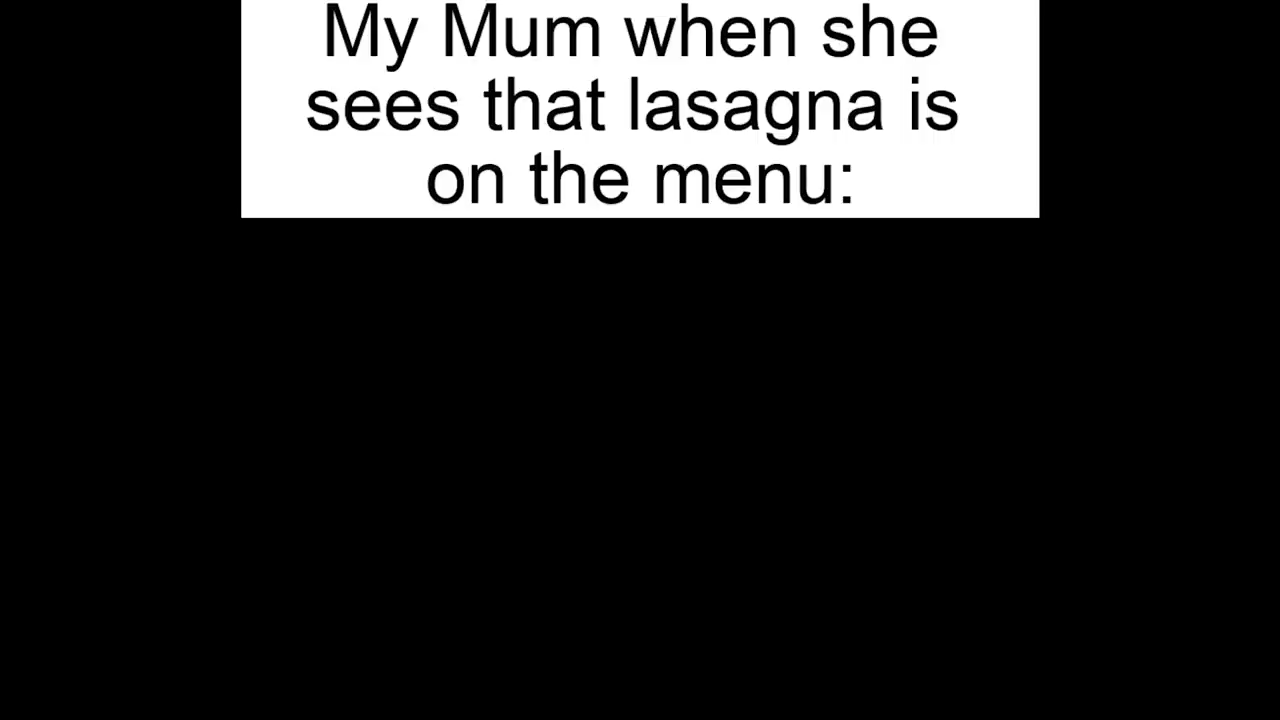 My Mum when she
sees that lasagna is
on the menu: